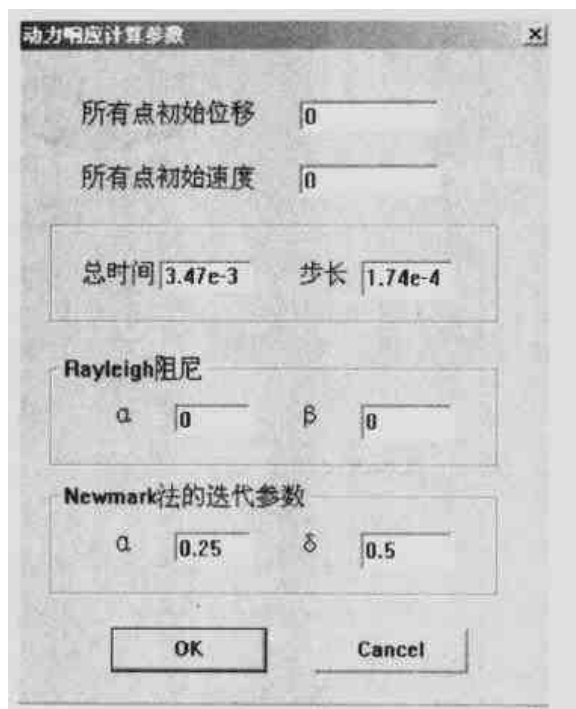 动力响应计算参数
所有点初始位移 0
所有点初始速度 0
总时间 3.47e-3 步长 1.74e-4
Rayleigh阻尼
α 0 β 0
Newmark法的迭代参数
α 0.25 δ 0.5
OK Cancel